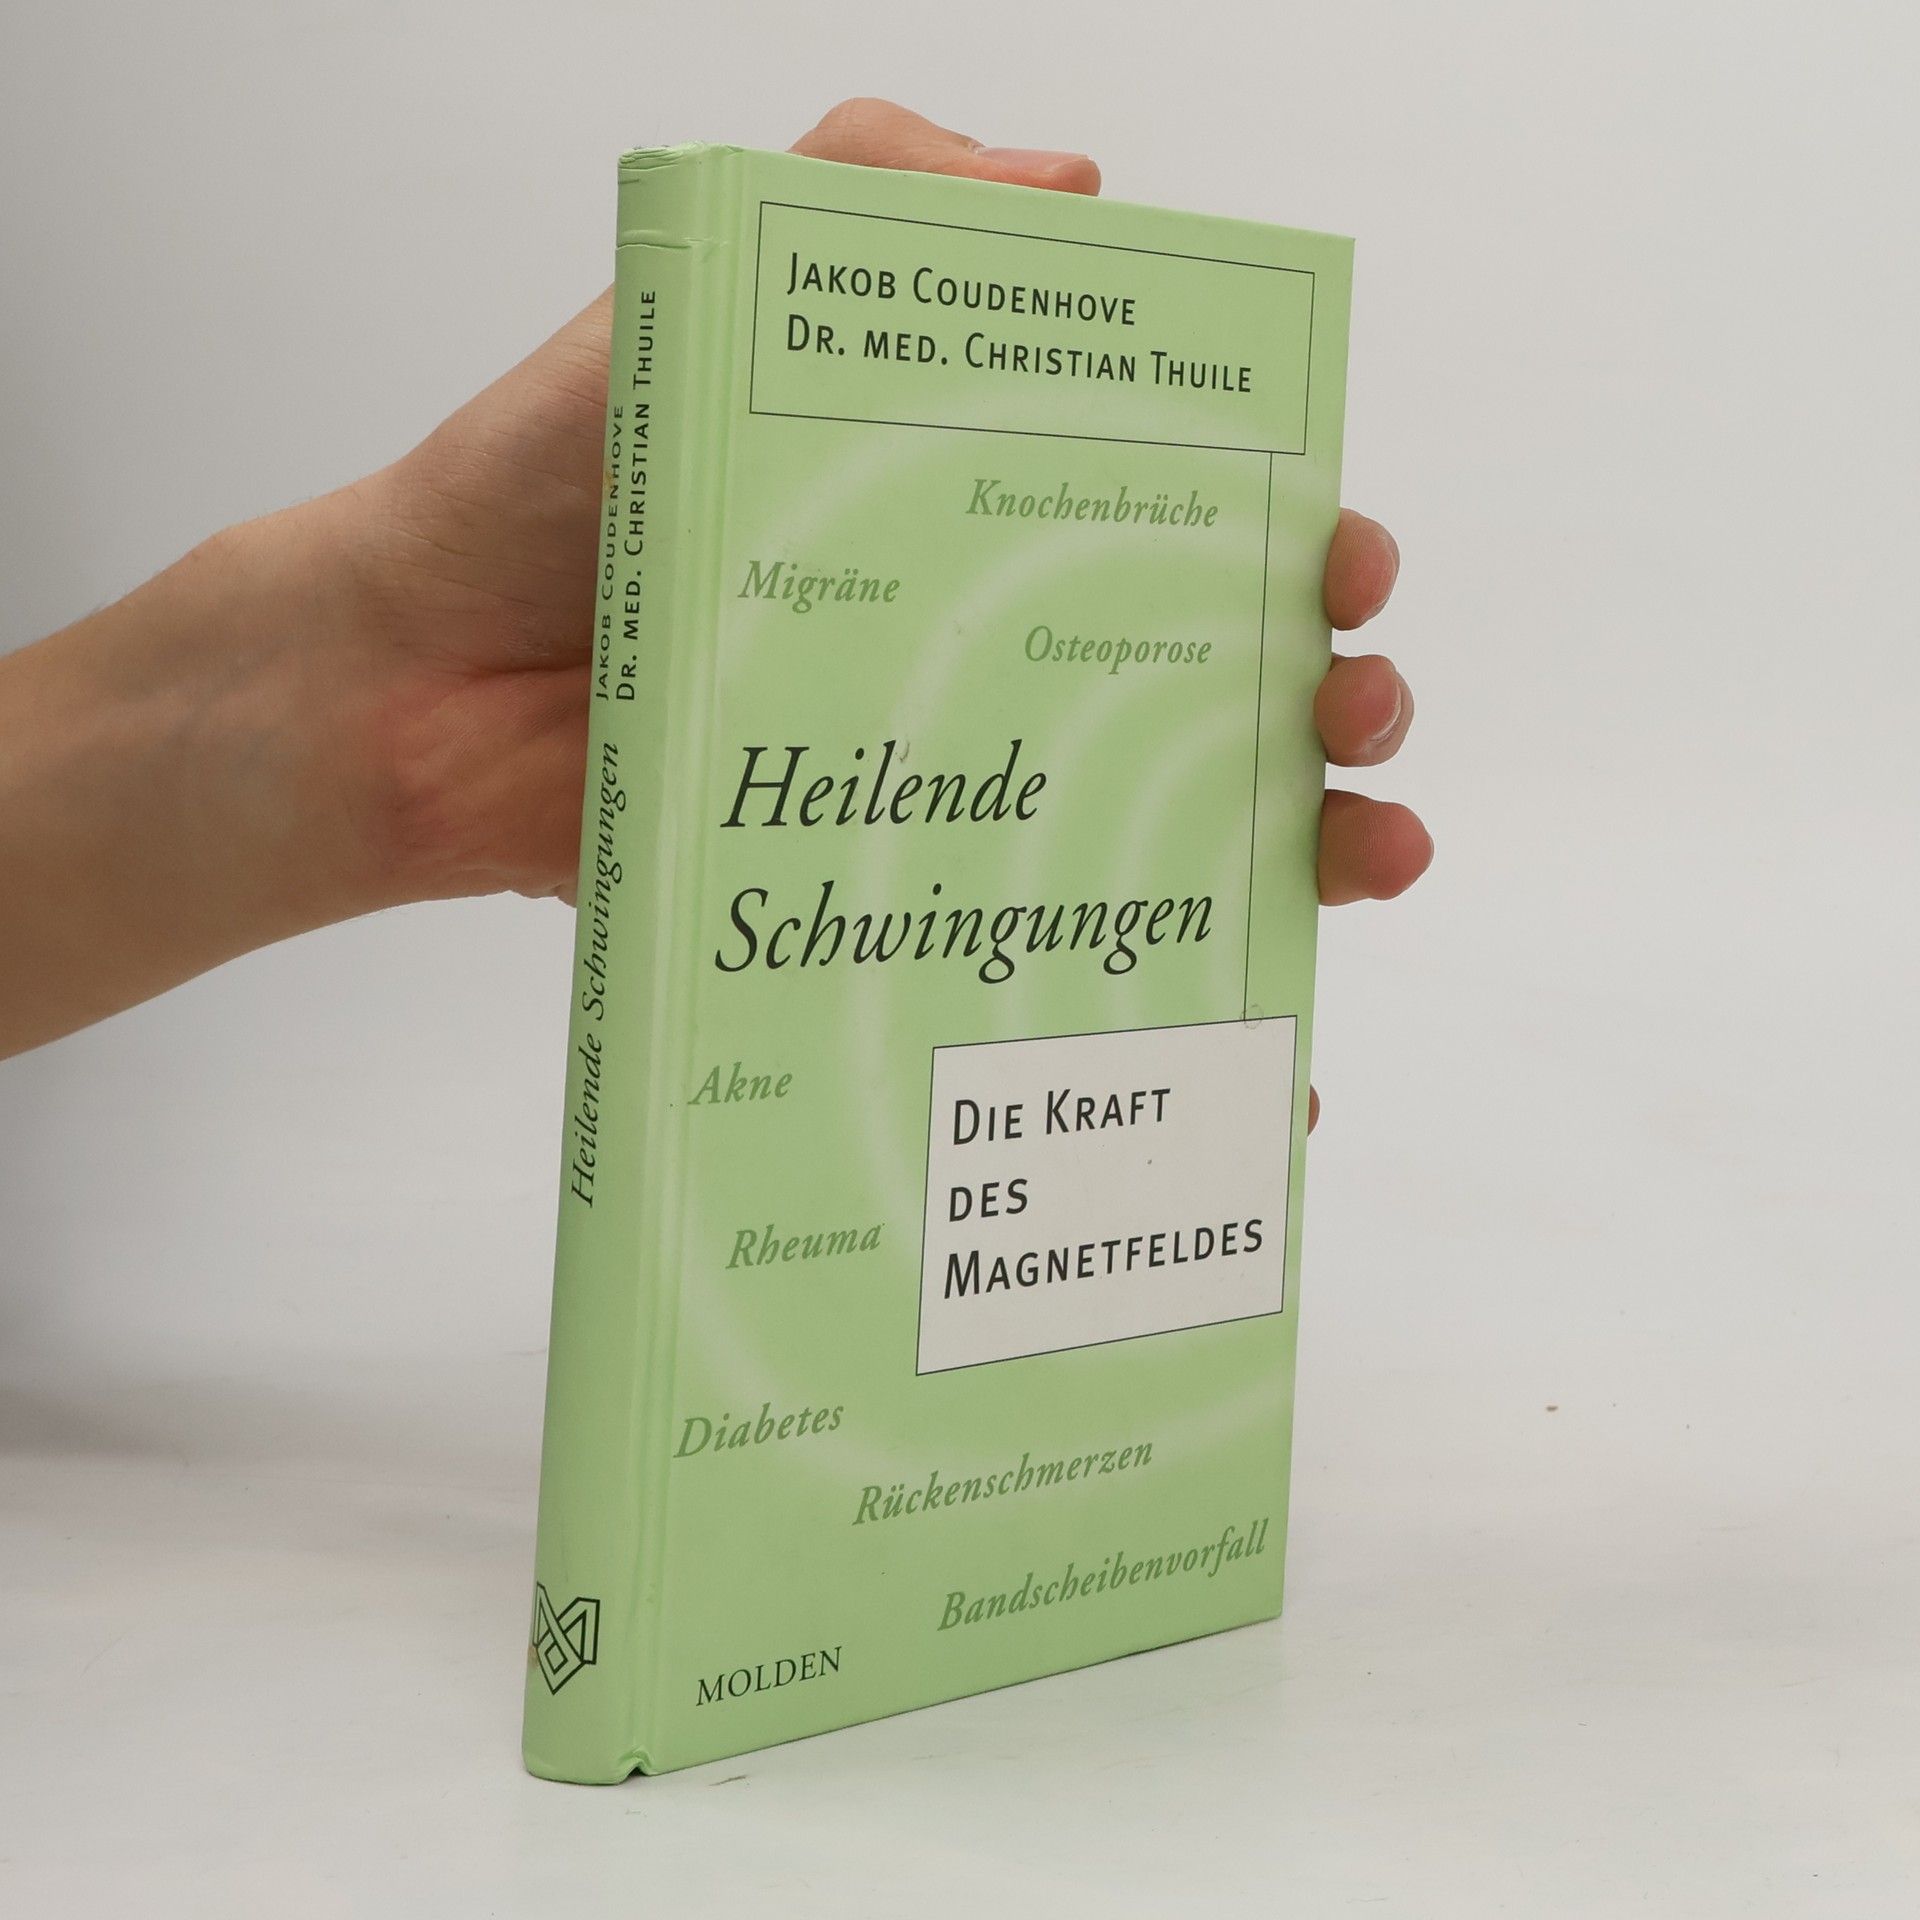 Jakob Coudenhove
Dr. med. Christian Thuile
Knochenbrüche
Migräne
Osteoporose
Heilende
Schwingungen
Akne
Die Kraft
des
Magnetfeldes
Rheuma
Diabetes
Rückenschmerzen
Bandscheibenvorfall
MOLDEN
Heilende Schwingungen
Jakob Coudenhove
Dr. med. Christian Thuile